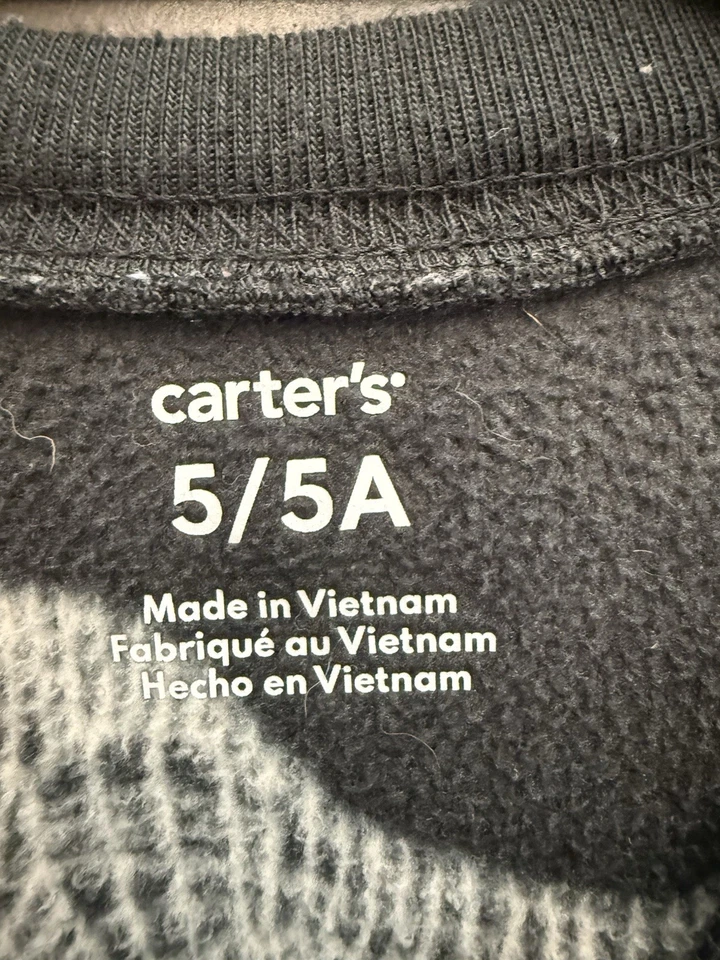 carter's
5/5A
Made in Vietnam
Fabriqué au Vietnam
Hecho en Vietnam